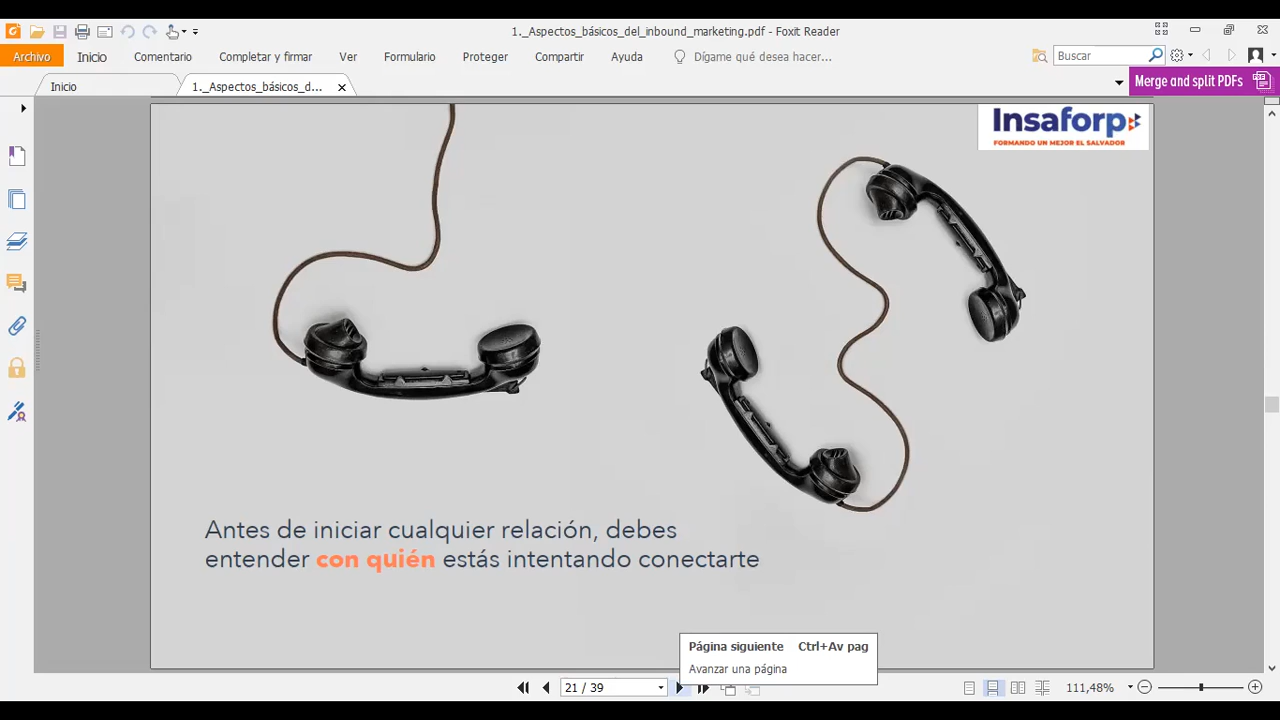 1._Aspectos_básicos_del_inbound_marketing.pdf - Foxit Reader
Archivo Inicio Comentario Completar y firmar Ver Formulario Proteger Compartir Ayuda Dígame qué desea hacer... Buscar
Inicio 1._Aspectos_básicos_d... Merge and split PDFs
Insaforp
FORMANDO UN MEJOR EL SALVADOR
Antes de iniciar cualquier relación, debes
entender con quién estás intentando conectarte
Página siguiente Ctrl+Av pag
Avanzar una página
21 / 39 111,48%